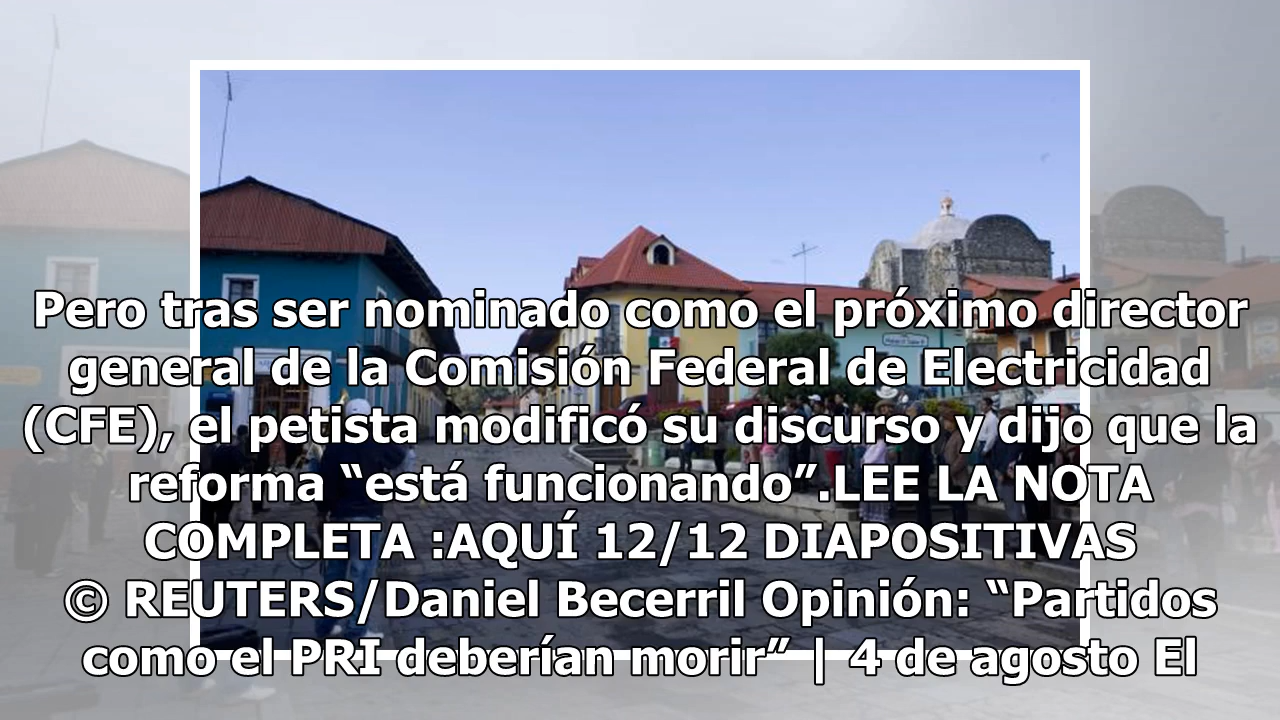 Pero tras ser nominado como el próximo director
general de la Comisión Federal de Electricidad
(CFE), el petista modificó su discurso y dijo que la
reforma “está funcionando”.LEE LA NOTA
COMPLETA :AQUÍ 12/12 DIAPOSITIVAS
© REUTERS/Daniel Becerril Opinión: “Partidos
como el PRI deberían morir” | 4 de agosto El